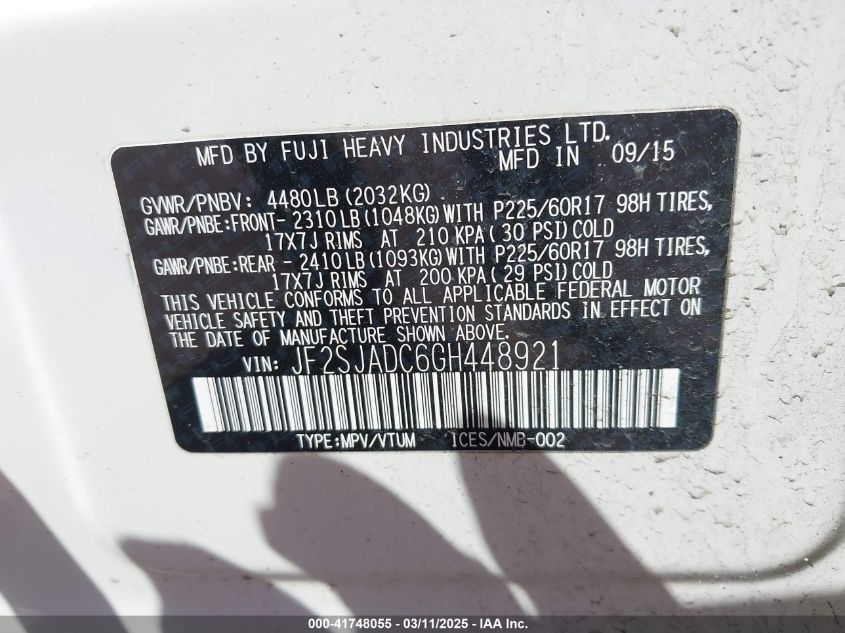 MFD BY FUJI HEAVY INDUSTRIES LTD.
MFD IN 09/15
GVWR/PNBV: 4480LB (2032KG)
GAWR/PNBE:FRONT- 2310LB (1048KG) WITH P225/60R17 98H TIRES,
17X7J RIMS AT 210 KPA ( 30 PSI) COLD
GAWR/PNBE:REAR - 2410LB (1093KG) WITH P225/60R17 98H TIRES,
17X7J RIMS AT 200 KPA ( 29 PSI) COLD
THIS VEHICLE CONFORMS TO ALL APPLICABLE FEDERAL MOTOR
VEHICLE SAFETY AND THEFT PREVENTION STANDARDS IN EFFECT ON
THE DATE OF MANUFACTURE SHOWN ABOVE.
VIN: JF2SJADC6GH448921
TYPE:MPV/VTUM ICES/NMB-002
000-41748055 - 03/11/2025 - IAA Inc.